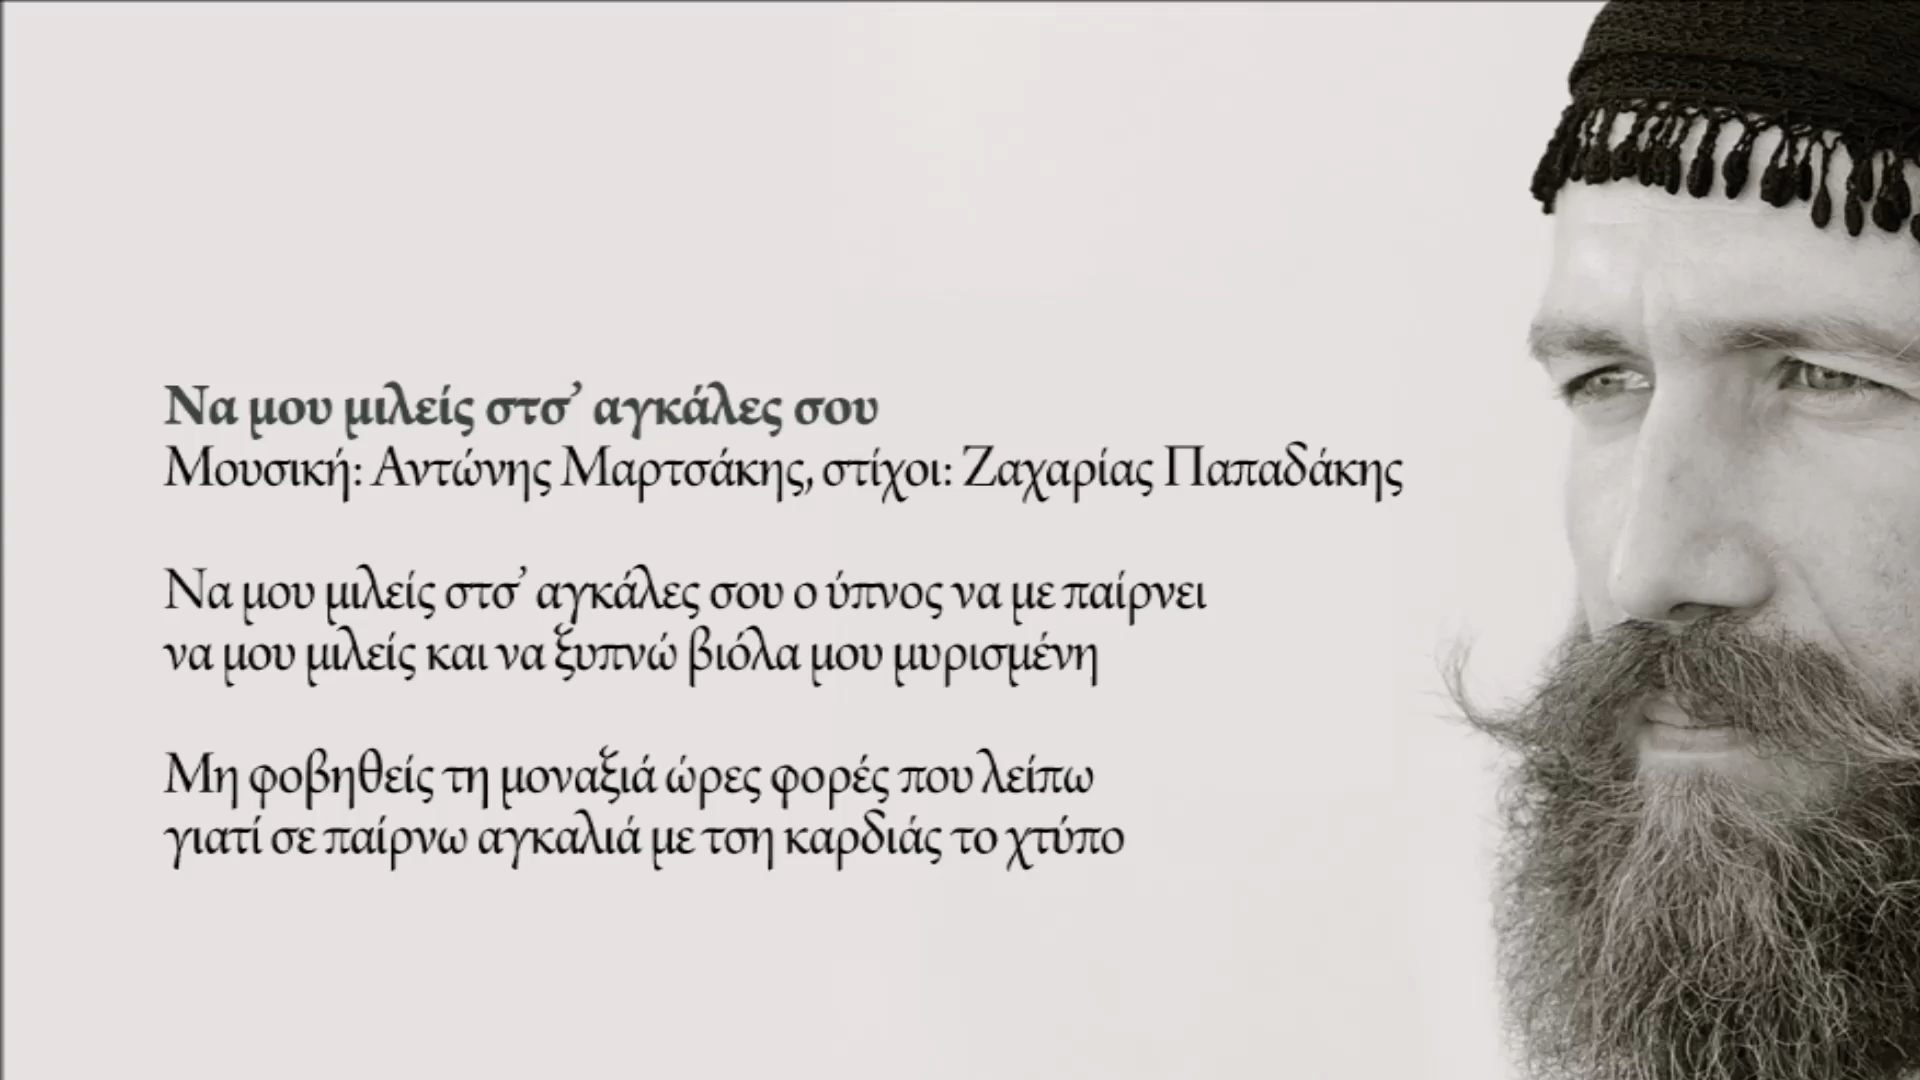 Να μου μιλείς στσ’ αγκάλες σου
Μουσική: Αντώνης Μαρτσάκης, στίχοι: Ζαχαρίας Παπαδάκης
Να μου μιλείς στσ’ αγκάλες σου ο ύπνος να με παίρνει
να μου μιλείς και να ξυπνώ βιόλα μου μυρισμένη
Μη φοβηθείς τη μοναξιά ώρες φορές που λείπω
γιατί σε παίρνω αγκαλιά με τση καρδιάς το χτύπο